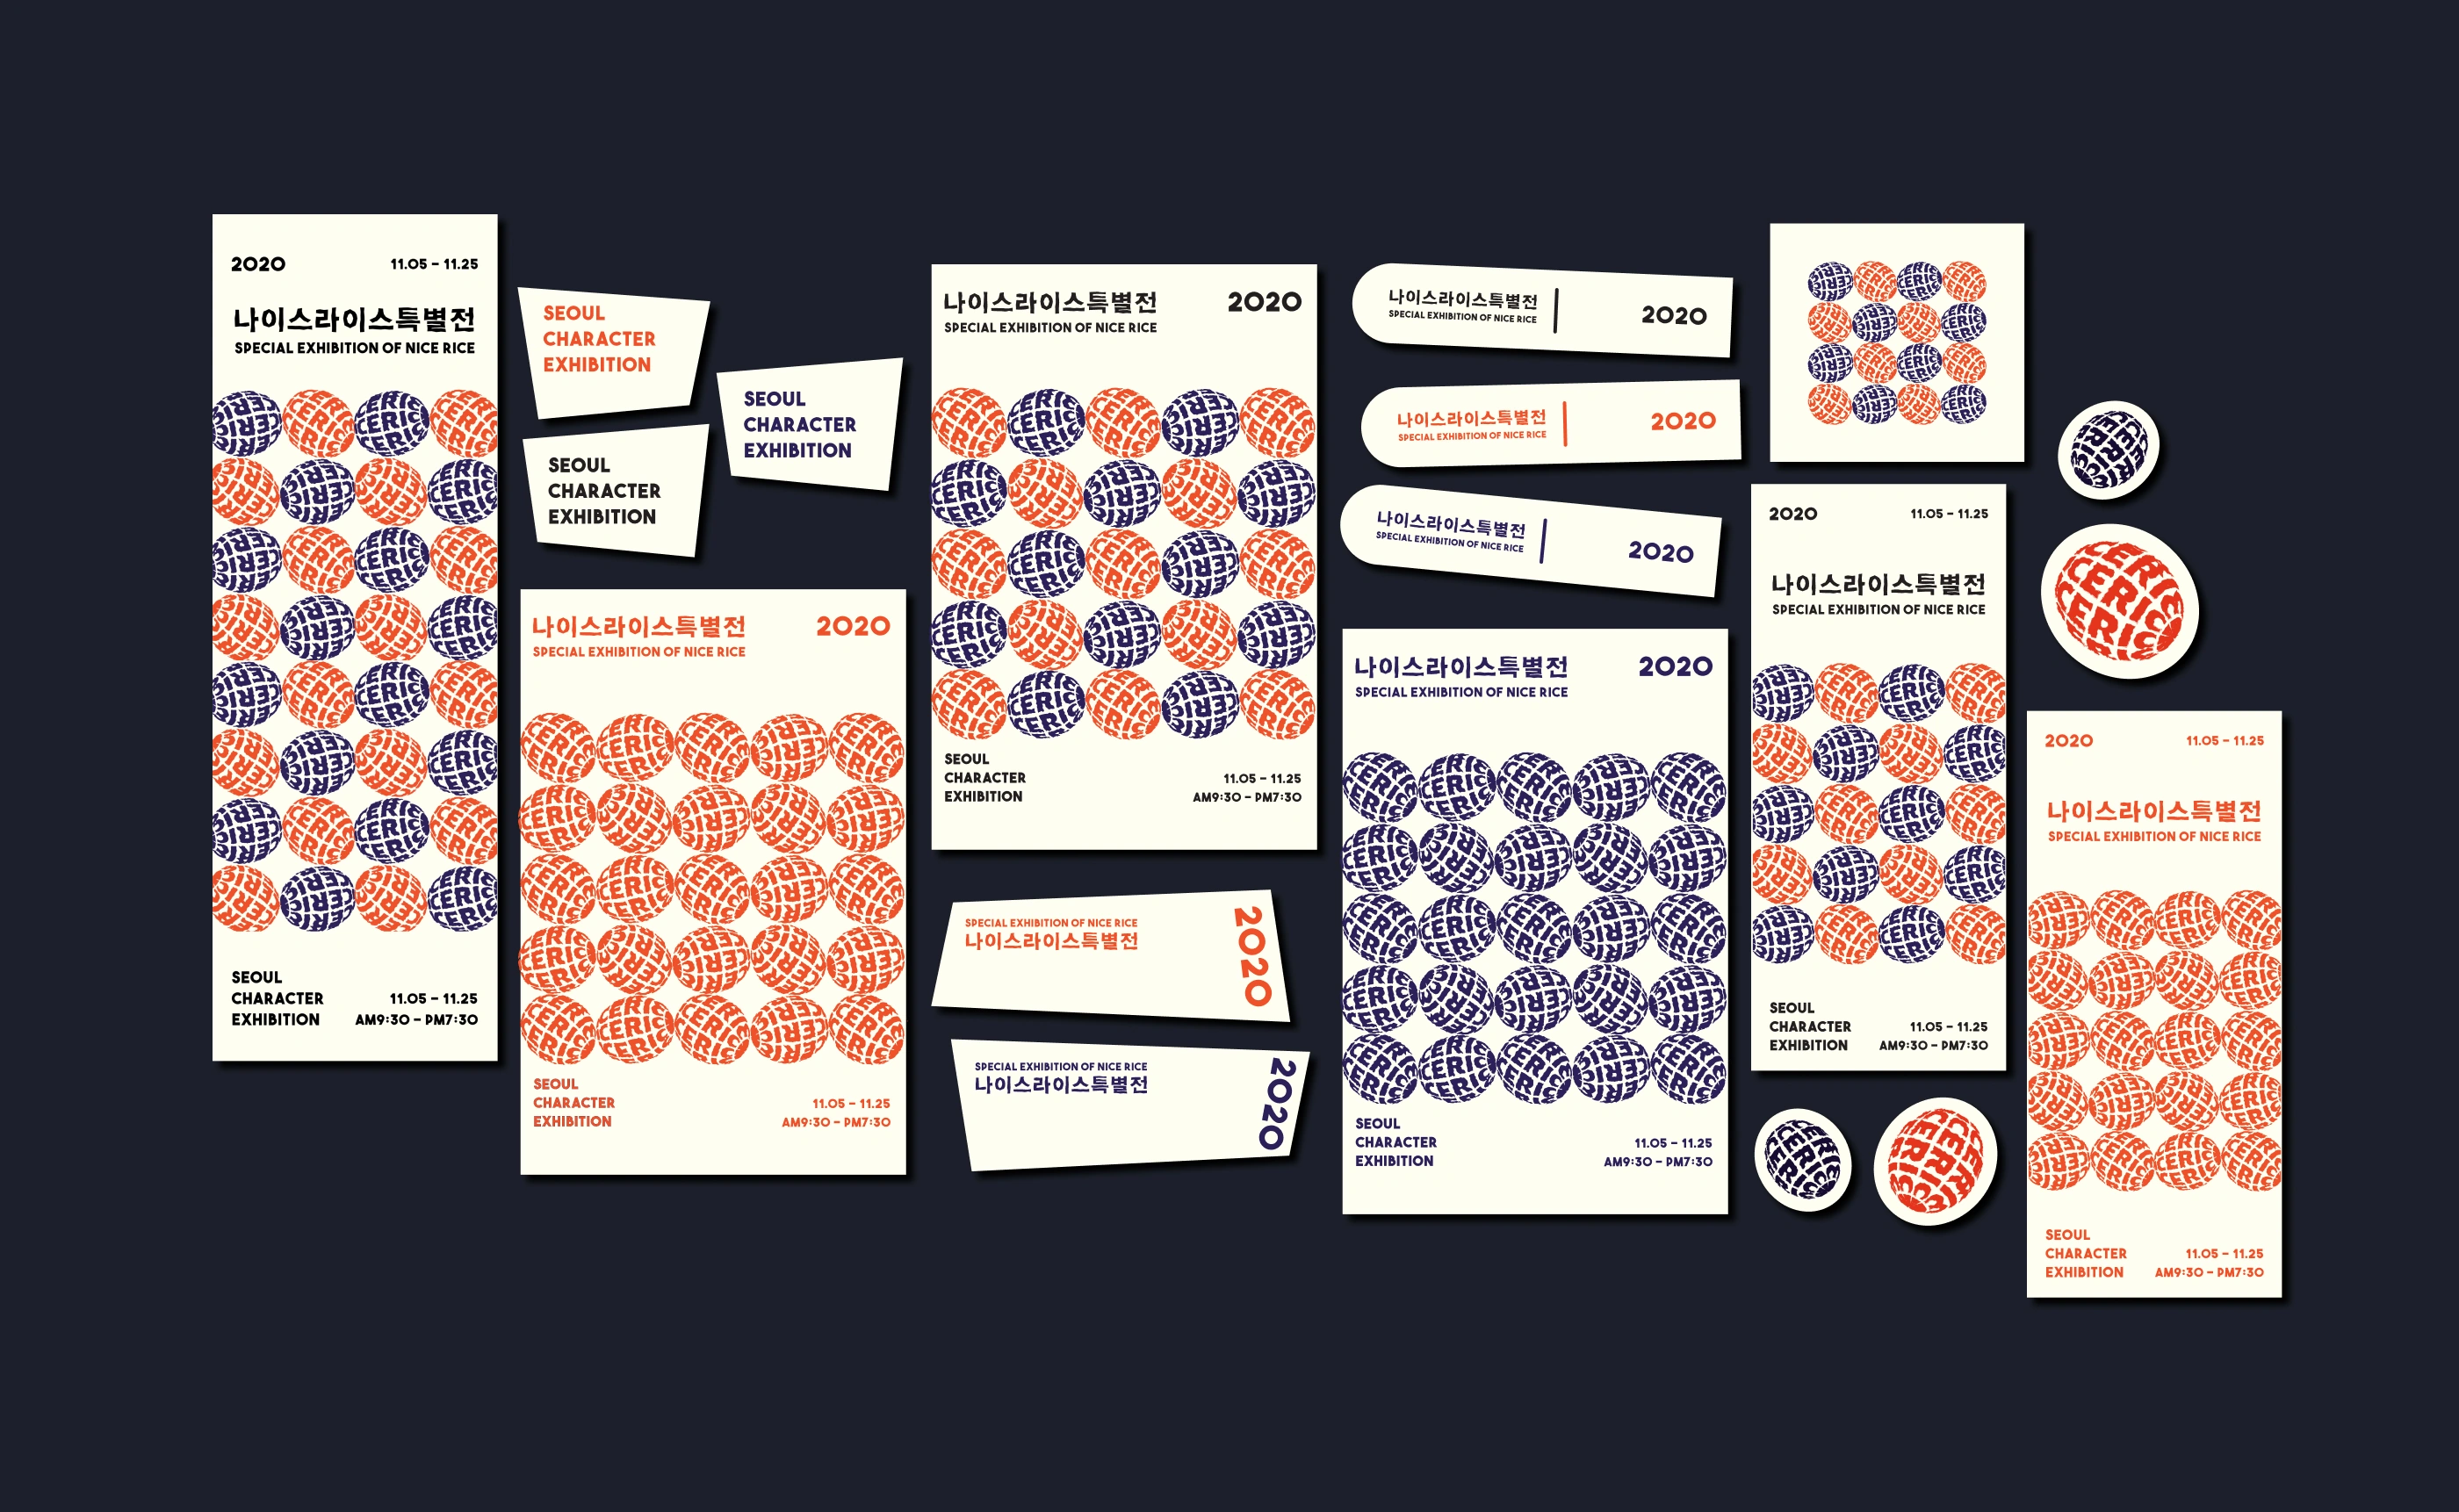 2020
11.05 – 11.25
나이스라이스특별전
SPECIAL EXHIBITION OF NICE RICE
SEOUL
CHARACTER
EXHIBITION
11.05 – 11.25
AM9:30 – PM7:30
SEOUL
CHARACTER
EXHIBITION
SEOUL
CHARACTER
EXHIBITION
SEOUL
CHARACTER
EXHIBITION
나이스라이스특별전
2020
SPECIAL EXHIBITION OF NICE RICE
SEOUL
CHARACTER
EXHIBITION
11.05 – 11.25
AM9:30 – PM7:30
나이스라이스특별전
2020
SPECIAL EXHIBITION OF NICE RICE
SEOUL
CHARACTER
EXHIBITION
11.05 – 11.25
AM9:30 – PM7:30
SPECIAL EXHIBITION OF NICE RICE
나이스라이스특별전
2020
SPECIAL EXHIBITION OF NICE RICE
나이스라이스특별전
2020
나이스라이스특별전
SPECIAL EXHIBITION OF NICE RICE
2020
나이스라이스특별전
SPECIAL EXHIBITION OF NICE RICE
2020
나이스라이스특별전
SPECIAL EXHIBITION OF NICE RICE
2020
나이스라이스특별전
2020
SPECIAL EXHIBITION OF NICE RICE
SEOUL
CHARACTER
EXHIBITION
11.05 – 11.25
AM9:30 – PM7:30
2020
11.05 – 11.25
나이스라이스특별전
SPECIAL EXHIBITION OF NICE RICE
SEOUL
CHARACTER
EXHIBITION
11.05 – 11.25
AM9:30 – PM7:30
2020
11.05 – 11.25
나이스라이스특별전
SPECIAL EXHIBITION OF NICE RICE
SEOUL
CHARACTER
EXHIBITION
11.05 – 11.25
AM9:30 – PM7:30